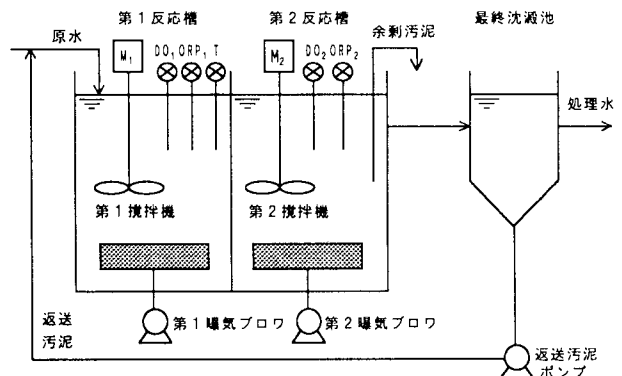 第1反応槽
第2反応槽
最終沈澱池
原水
M₁
DO₁ ORP₁ T
M₂
DO₂ ORP₂
余剰汚泥
処理水
第1撹拌機
第2撹拌機
返送
汚泥
第1曝気ブロワ
第2曝気ブロワ
返送汚泥
ポンプ